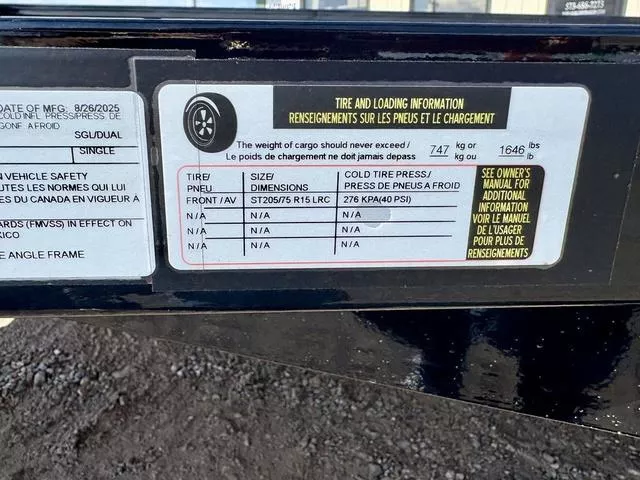 578-686-7273
DATE OF MFG: 8/26/2025
COLD INFL. PRESS/PRESS. DE
GONF. A FROID
SGL/DUAL
SINGLE
N VEHICLE SAFETY
UTES LES NORMES QUI LUI
ES DU CANADA EN VIGUEUR À
ARDS (FMVSS) IN EFFECT ON
XICO
E ANGLE FRAME
TIRE AND LOADING INFORMATION
RENSEIGNEMENTS SUR LES PNEUS ET LE CHARGEMENT
The weight of cargo should never exceed / 747 kg or 1646 lbs
Le poids de chargement ne doit jamais depass kg ou lb
TIRE/ SIZE/ COLD TIRE PRESS./
PNEU DIMENSIONS PRESS DE PNEUS A FROID
FRONT / AV ST205/75 R15 LRC 276 KPA(40 PSI)
N/A N/A N/A
N/A N/A N/A
N/A N/A N/A
SEE OWNER'S
MANUAL FOR
ADDITIONAL
INFORMATION
VOIR LE MANUEL
DE L'USAGER
POUR PLUS DE
RENSEIGNEMENTS